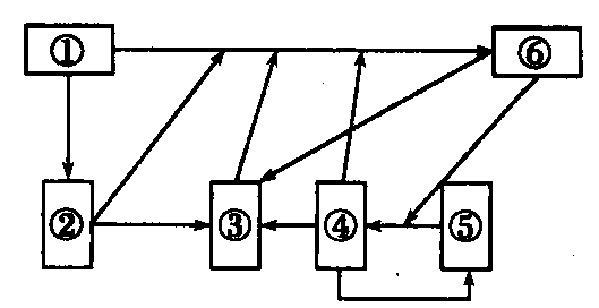 ① ⑥
② ③ ④ ⑤